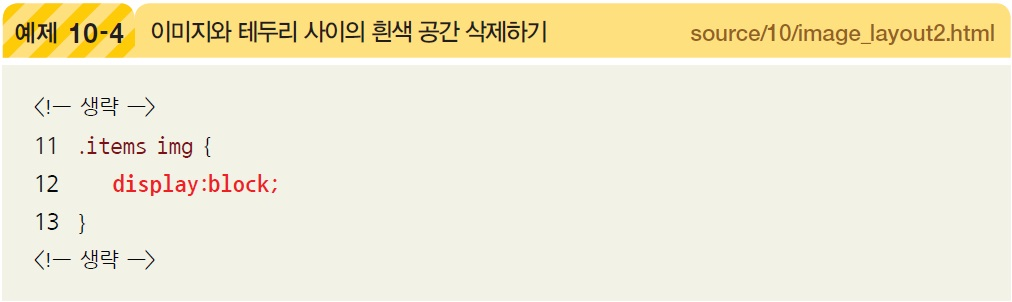 예제 10-4 이미지와 테두리 사이의 흰색 공간 삭제하기 source/10/image_layout2.html
<!— 생략 —>
11 .items img {
12 display:block;
13 }
<!— 생략 —>